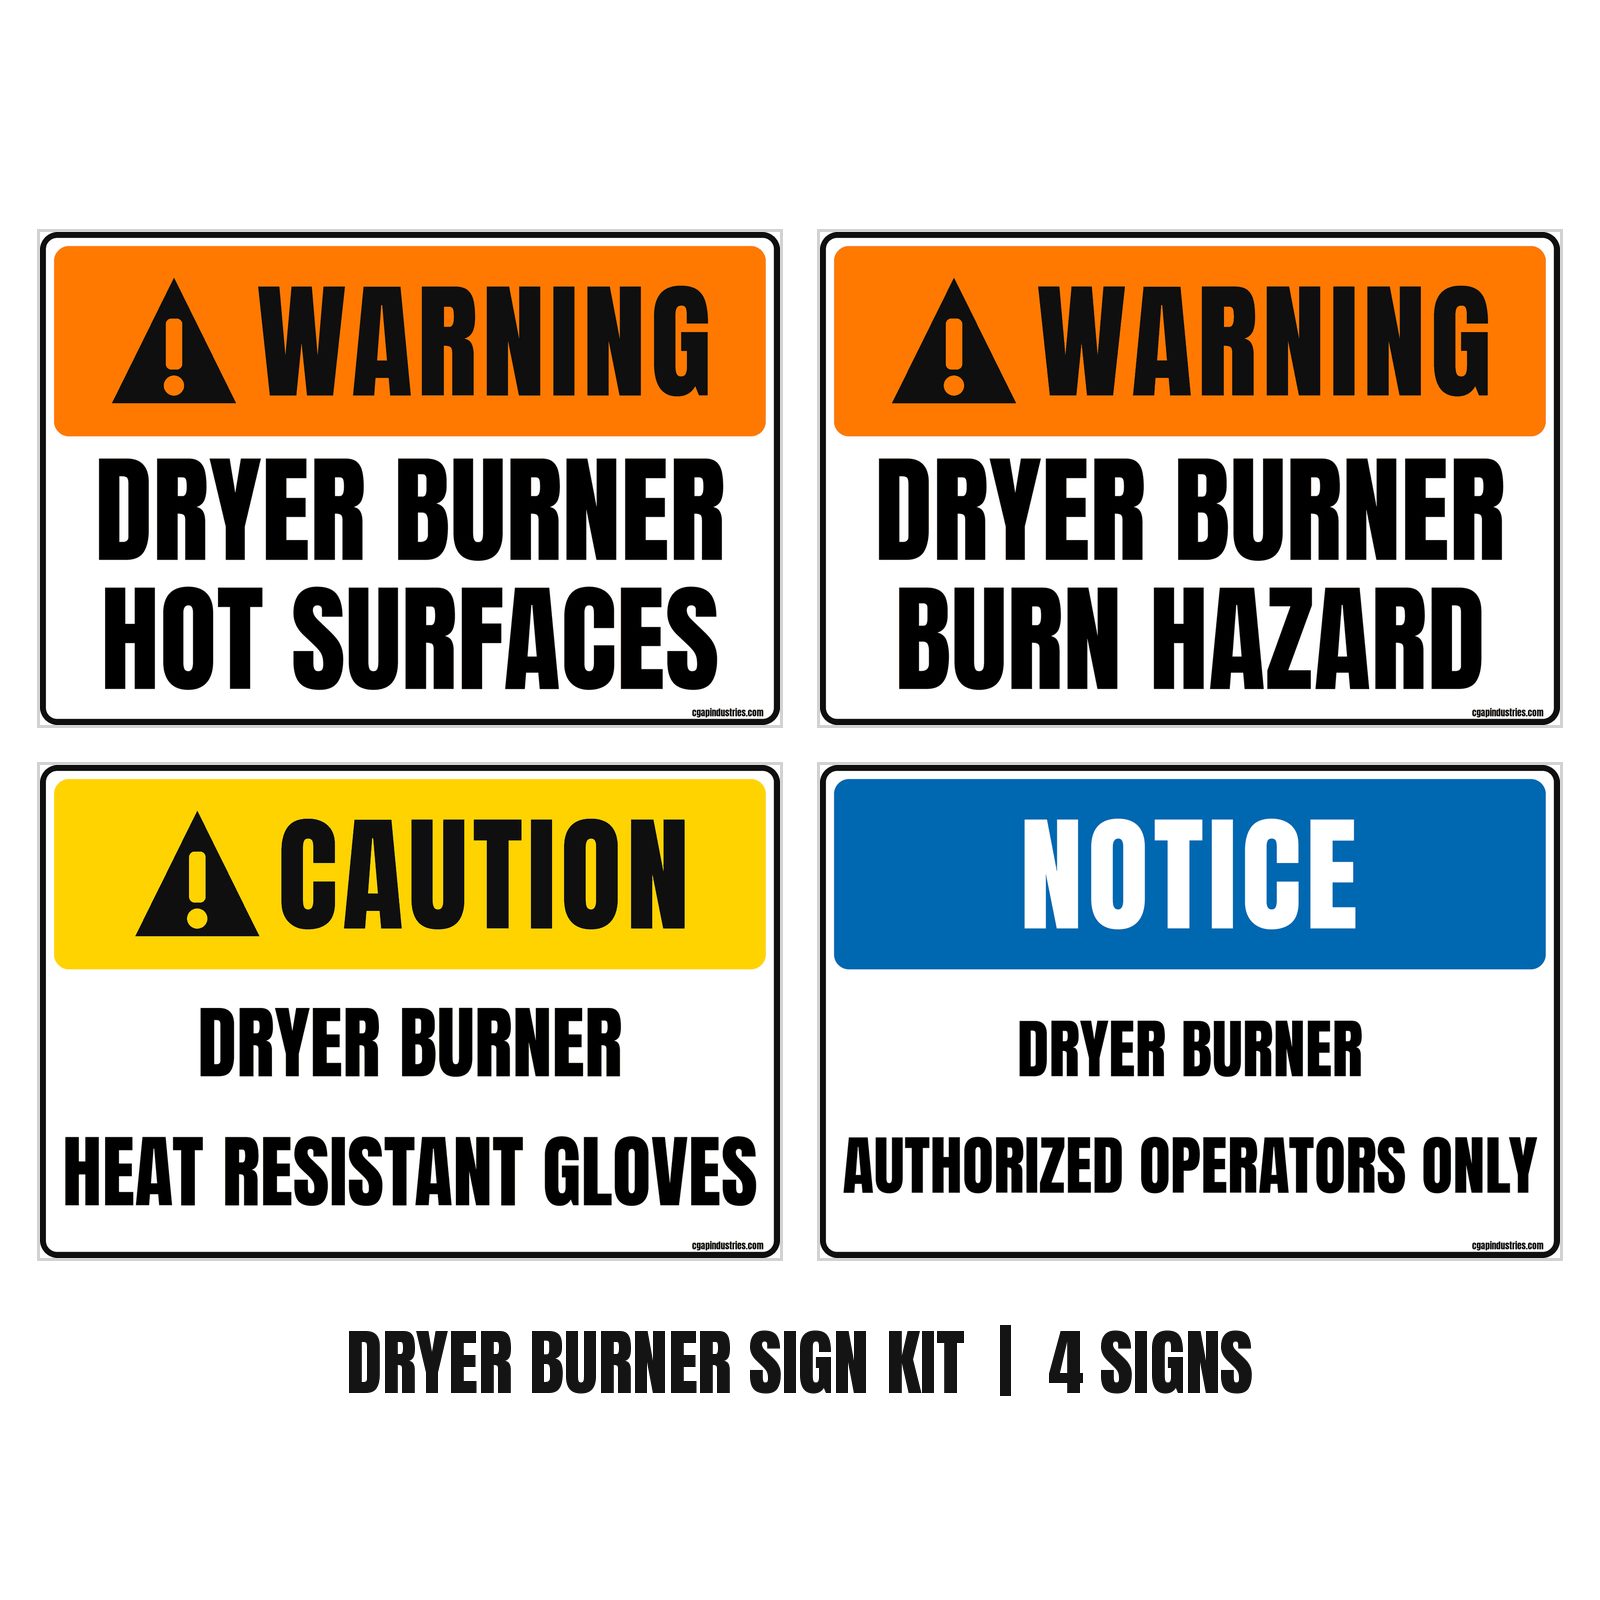 WARNING
DRYER BURNER
HOT SURFACES
cgapindustries.com
WARNING
DRYER BURNER
BURN HAZARD
cgapindustries.com
CAUTION
DRYER BURNER
HEAT RESISTANT GLOVES
cgapindustries.com
NOTICE
DRYER BURNER
AUTHORIZED OPERATORS ONLY
cgapindustries.com
DRYER BURNER SIGN KIT | 4 SIGNS